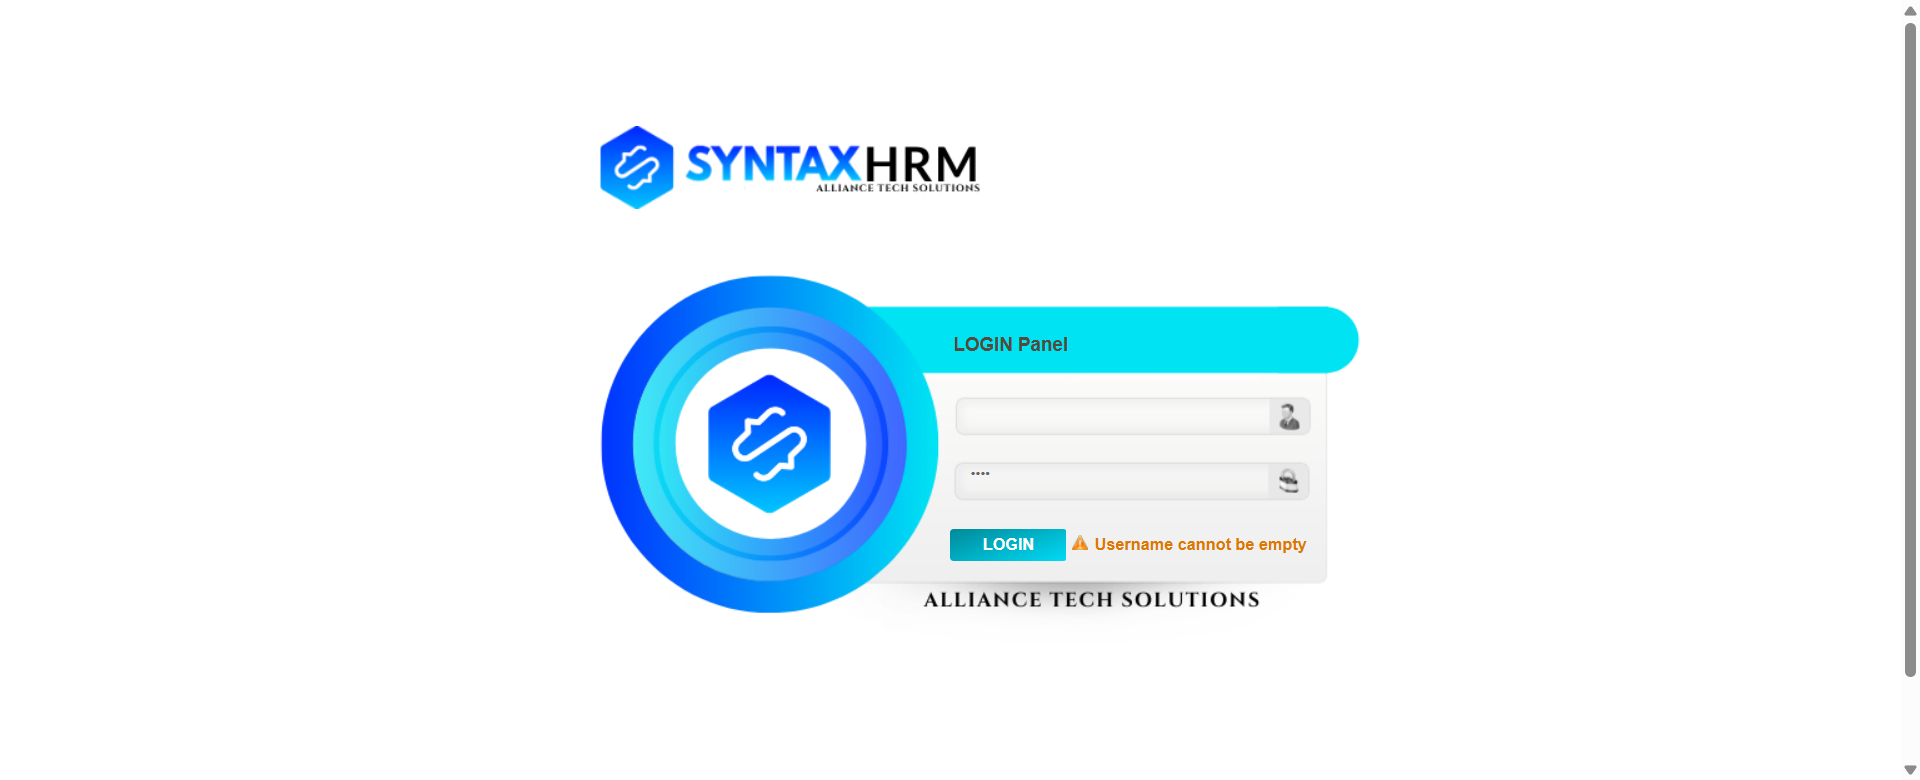 SYNTAXHRM
ALLIANCE TECH SOLUTIONS
LOGIN Panel
••••
LOGIN
Username cannot be empty
ALLIANCE TECH SOLUTIONS